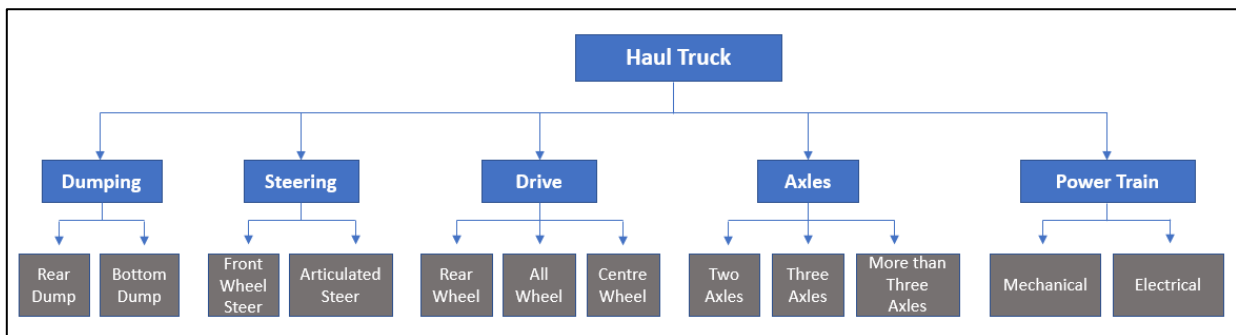 Haul Truck
Dumping
Steering
Drive
Axles
Power Train
Rear
Dump
Bottom
Dump
Front
Wheel
Steer
Articulated
Steer
Rear
Wheel
All
Wheel
Centre
Wheel
Two
Axles
Three
Axles
More than
Three
Axles
Mechanical
Electrical